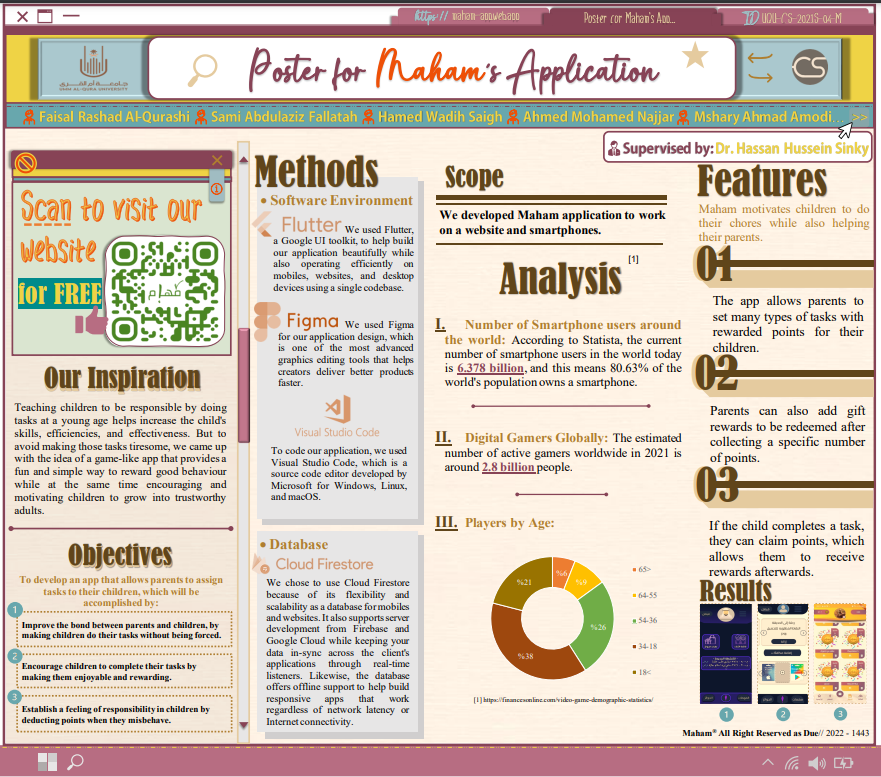 https// maham-appwebapp
Poster for Maham's App...
ID UQU-CS-2021S-04-M
UMM AL-QURA UNIVERSITY
Poster for Maham's Application
CS
Faisal Rashad Al-Qurashi Sami Abdulaziz Fallatah Hamed Wadih Saigh Ahmed Mohamed Najjar Mshary Ahmad Amodi... >>
Supervised by: Dr. Hassan Hussein Sinky
1
Scan to visit our
website
for FREE
مهام
Our Inspiration
Teaching children to be responsible by doing
tasks at a young age helps increase the child's
skills, efficiencies, and effectiveness. But to
avoid making those tasks tiresome, we came up
with the idea of a game-like app that provides a
fun and simple way to reward good behaviour
while at the same time encouraging and
motivating children to grow into trustworthy
adults.
Objectives
To develop an app that allows parents to assign
tasks to their children, which will be
accomplished by:
1
Improve the bond between parents and children, by
making children do their tasks without being forced.
2
Encourage children to completete their tasks by
making them enjoyable and rewarding.
3
Establish a feeling of responsibility in children by
deducting points when they misbehave.
Methods
• Software Environment
Flutter We used Flutter,
a Google UI toolkit, to help build
our application beautifully while
also operating efficiently on
mobiles, websites, and desktop
devices using a single codebase.
Figma We used Figma
for our application design, which
is one of the most advanced
graphics editing tools that helps
creators deliver better products
faster.
Visual Studio Code
To code our application, we used
Visual Studio Code, which is a
source code editor developed by
Microsoft for Windows, Linux,
and macOS.
• Database
Cloud Firestore
We chose to use Cloud Firestore
because of its flexibility and
scalability as a database for mobiles
and websites. It also supports server
development from Firebase and
Google Cloud while keeping your
data in-sync across the client's
applications through real-time
listeners. Likewise, the database
offers offline support to help build
responsive apps that work
regardless of network latency or
Internet connectivity.
Scope
We developed Maham application to work
on a website and smartphones.
Analysis [1]
I. Number of Smartphone users around
the world: According to Statista, the current
number of smartphone users in the world today
is 6.378 billion, and this means 80.63% of the
world's population owns a smartphone.
II. Digital Gamers Globally: The estimated
number of active gamers worldwide in 2021 is
around 2.8 billion people.
III. Players by Age:
%6
%9
%26
%38
%21
65>
64-55
54-36
34-18
18<
[1] https://financesonline.com/video-game-demographic-statistics/
Features
Maham motivates children to do
their chores while also helping
their parents.
01
The app allows parents to
set many types of tasks with
rewarded points for their
children.
02
Parents can also add gift
rewards to be redeemed after
collecting a specific number
of points.
03
If the child completes a task,
they can claim points, which
allows them to receive
rewards afterwards.
Results
1
2
3
Maham® All Right Reserved as Due// 2022 - 1443